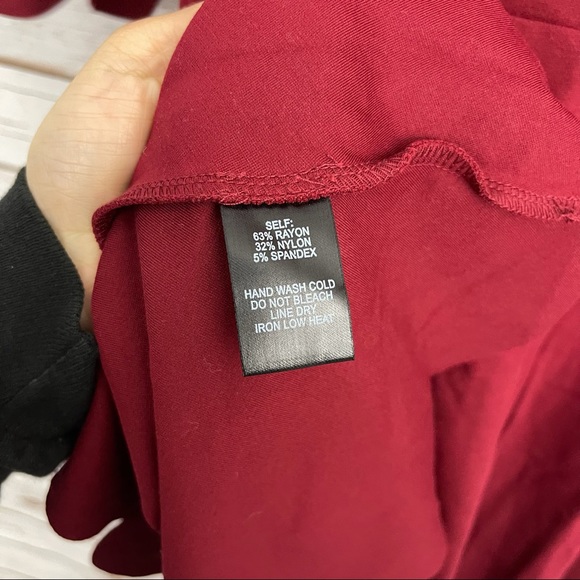 SELF:
63% RAYON
32% NYLON
5% SPANDEX
HAND WASH COLD
DO NOT BLEACH
LINE DRY
IRON LOW HEAT